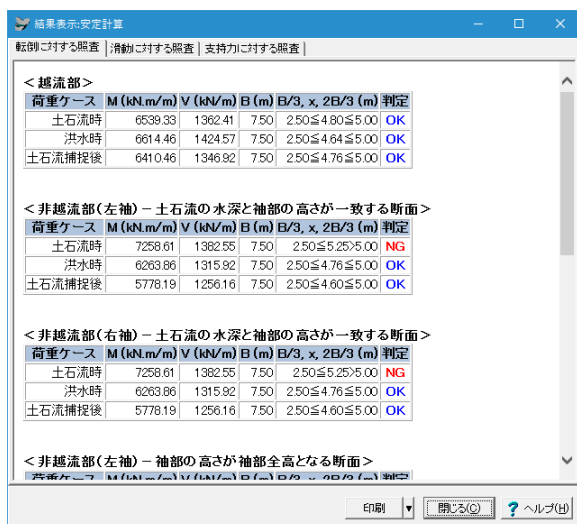 結果表示:安定計算
転倒に対する照査 滑動に対する照査 支持力に対する照査
＜越流部＞
荷重ケース M (kN.m/m) V (kN/m) B (m) B/3, x, 2B/3 (m) 判定
土石流時 6539.33 1362.41 7.50 2.50≦4.80≦5.00 OK
洪水時 6614.46 1424.57 7.50 2.50≦4.64≦5.00 OK
土石流捕捉後 6410.46 1346.92 7.50 2.50≦4.76≦5.00 OK
＜非越流部(左袖)－土石流の水深と袖部の高さが一致する断面＞
荷重ケース M (kN.m/m) V (kN/m) B (m) B/3, x, 2B/3 (m) 判定
土石流時 7258.61 1382.55 7.50 2.50≦5.25>5.00 NG
洪水時 6263.86 1315.92 7.50 2.50≦4.76≦5.00 OK
土石流捕捉後 5778.19 1256.16 7.50 2.50≦4.60≦5.00 OK
＜非越流部(右袖)－土石流の水深と袖部の高さが一致する断面＞
荷重ケース M (kN.m/m) V (kN/m) B (m) B/3, x, 2B/3 (m) 判定
土石流時 7258.61 1382.55 7.50 2.50≦5.25>5.00 NG
洪水時 6263.86 1315.92 7.50 2.50≦4.76≦5.00 OK
土石流捕捉後 5778.19 1256.16 7.50 2.50≦4.60≦5.00 OK
＜非越流部(左袖)－袖部の高さが袖部全高となる断面＞
荷重ケース M (kN.m/m) V (kN/m) B (m) B/3, x, 2B/3 (m) 判定
印刷 閉じる(C) ? ヘルプ(H)